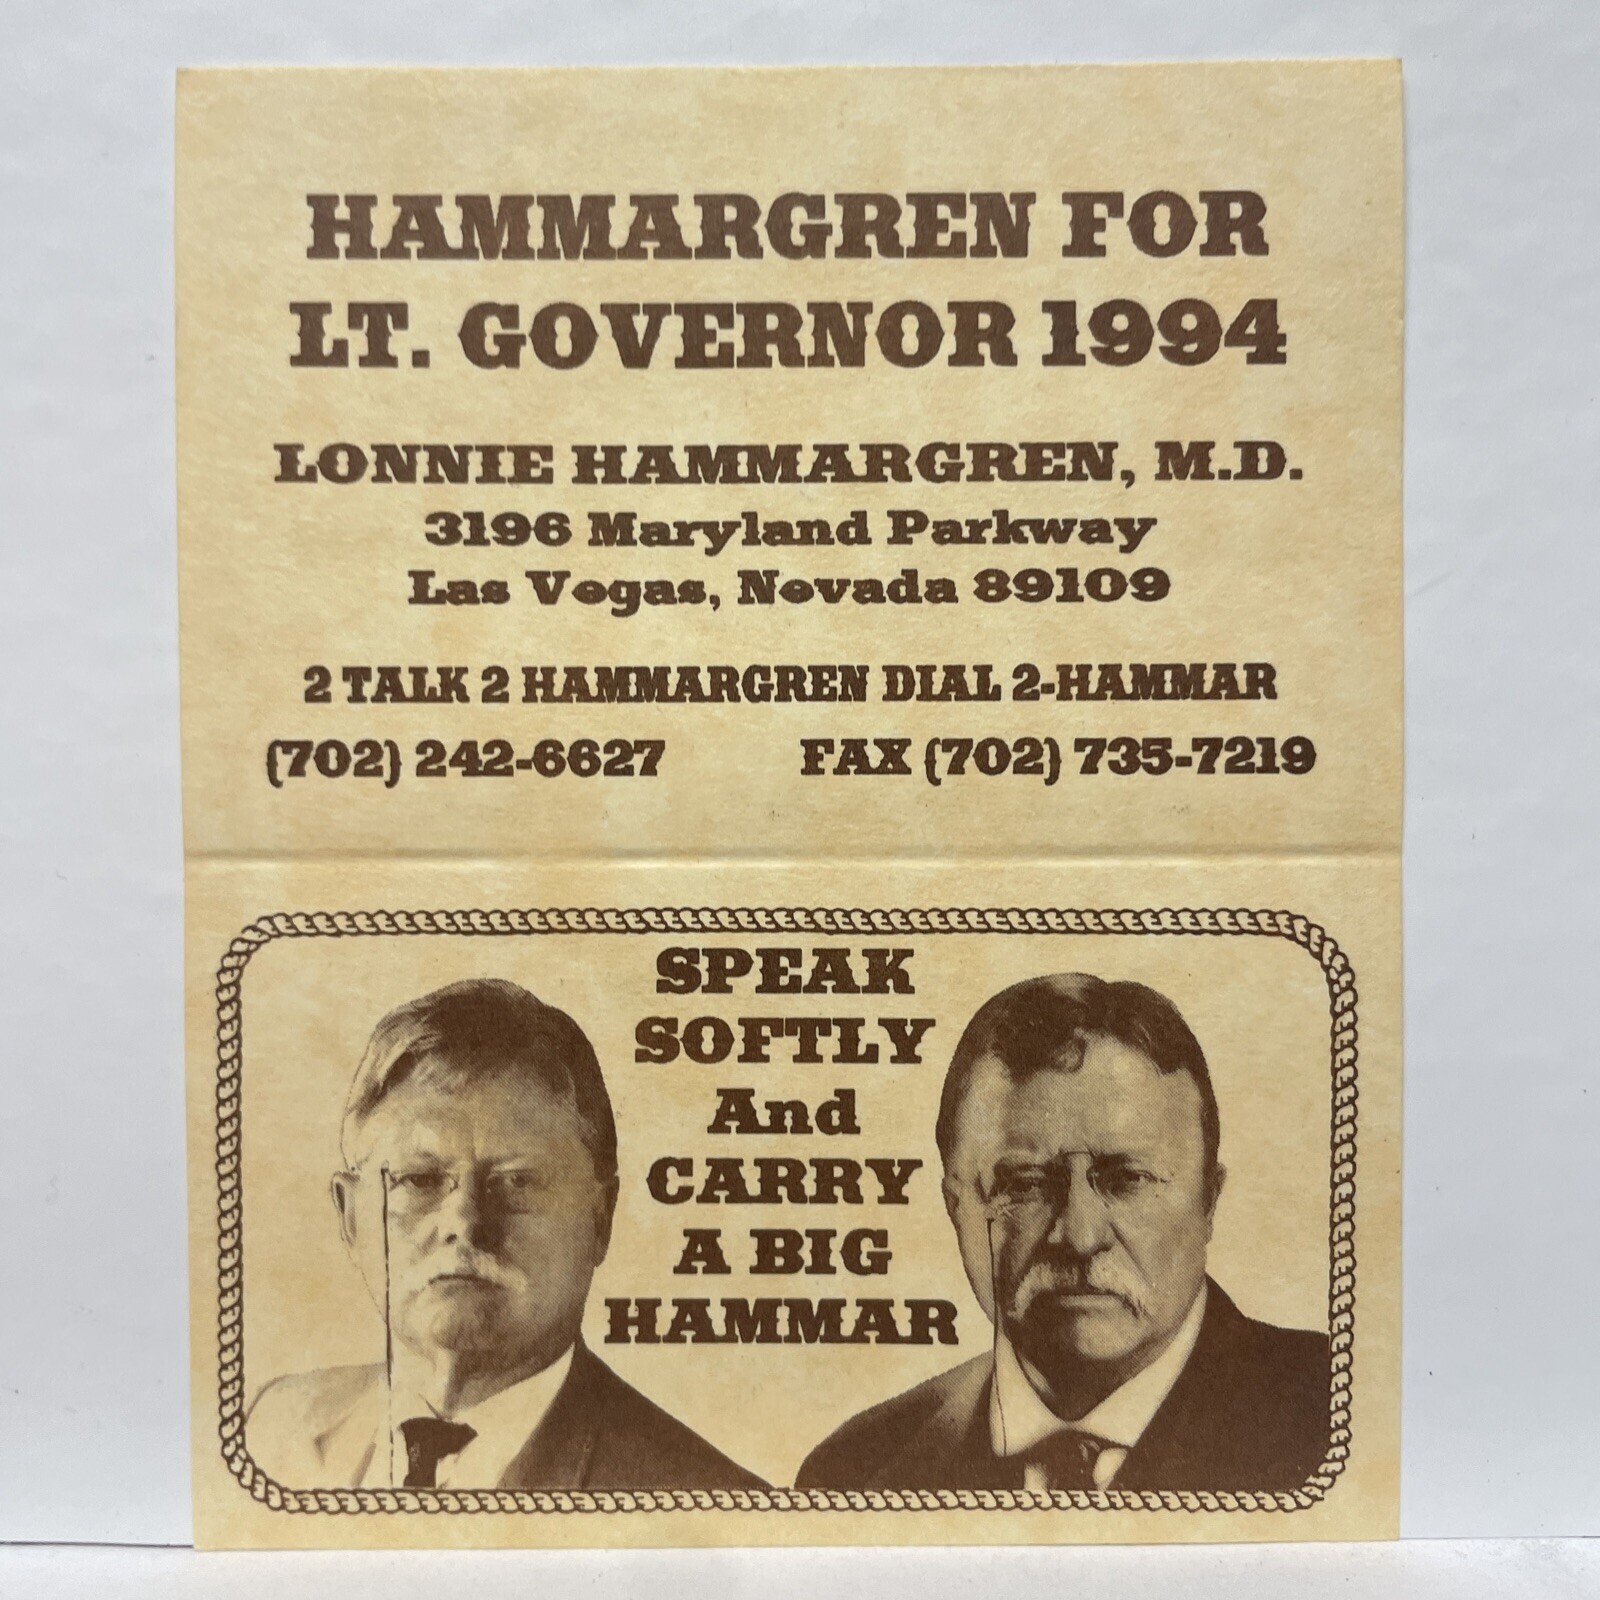 HAMMARGREN FOR
LT. GOVERNOR 1994
LONNIE HAMMARGREN, M.D.
3196 Maryland Parkway
Las Vegas, Nevada 89109
2 TALK 2 HAMMARGREN DIAL 2-HAMMAR
(702) 242-6627 FAX (702) 735-7219
SPEAK
SOFTLY
And
CARRY
A BIG
HAMMAR